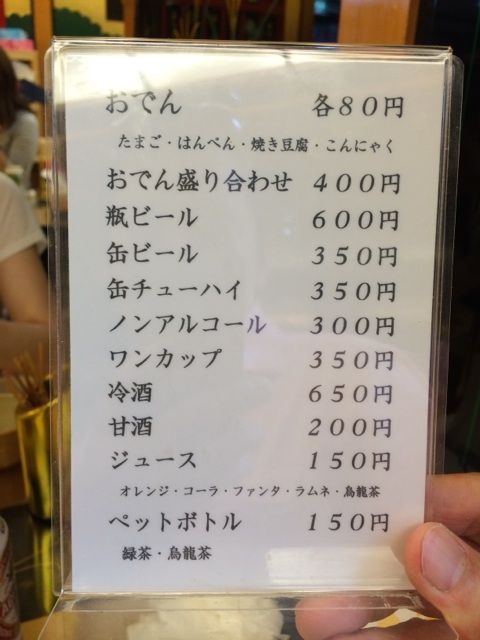 おでん 各80円
たまご・はんぺん・焼き豆腐・こんにゃく
おでん盛り合わせ 400円
瓶ビール 600円
缶ビール 350円
缶チューハイ 350円
ノンアルコール 300円
ワンカップ 350円
冷酒 650円
甘酒 200円
ジュース 150円
オレンジ・コーラ・ファンタ・ラムネ・烏龍茶
ペットボトル 150円
緑茶・烏龍茶